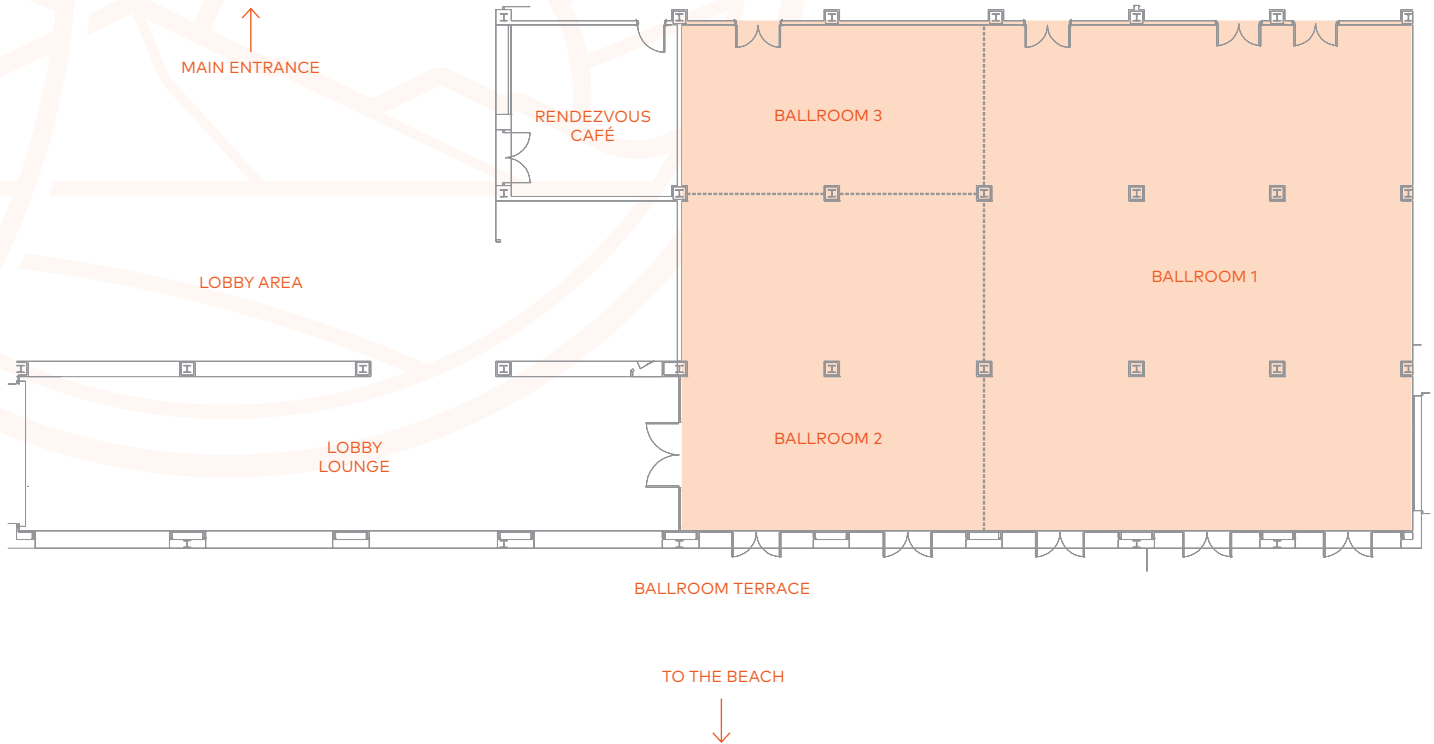 MAIN ENTRANCE
RENDEZVOUS
CAFÉ
BALLROOM 3
LOBBY AREA
BALLROOM 1
LOBBY
LOUNGE
BALLROOM 2
BALLROOM TERRACE
TO THE BEACH